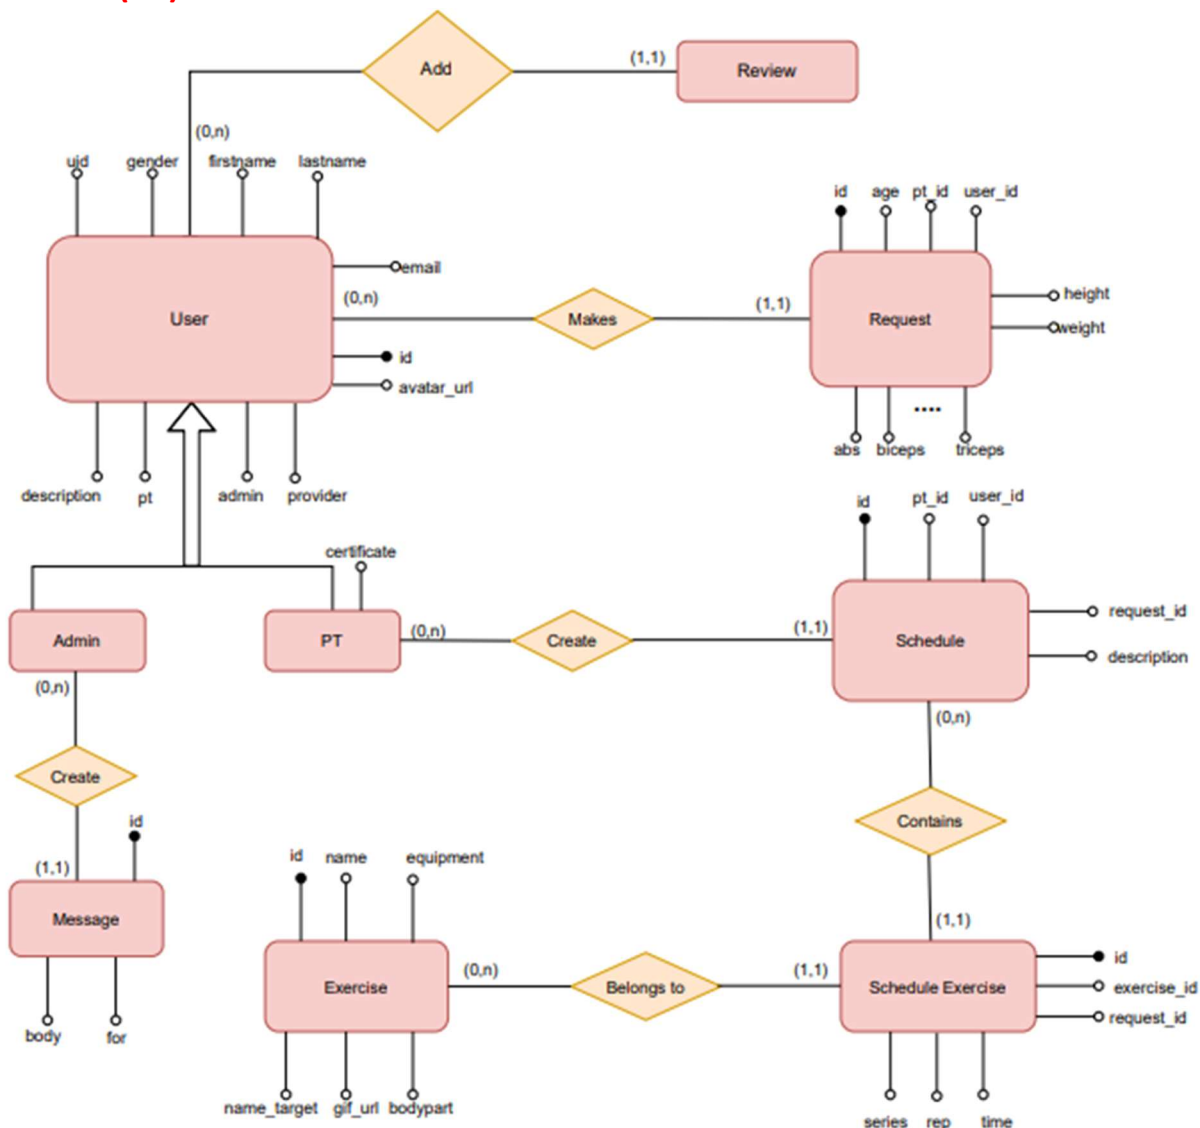 Add
(1,1)
Review
(0,n)
uid
gender
firstname
lastname
id
age
pt_id
user_id
email
(0,n)
User
Makes
(1,1)
Request
height
weight
id
avatar_url
....
abs
biceps
triceps
description
pt
admin
provider
id
pt_id
user_id
certificate
Admin
PT
(0,n)
Create
(1,1)
Schedule
request_id
description
(0,n)
(0,n)
Create
Contains
id
(1,1)
id
name
equipment
Message
(1,1)
(0,n)
Exercise
Belongs to
(1,1)
Schedule Exercise
id
exercise_id
request_id
body
for
name_target
gif_url
bodypart
series
rep
time